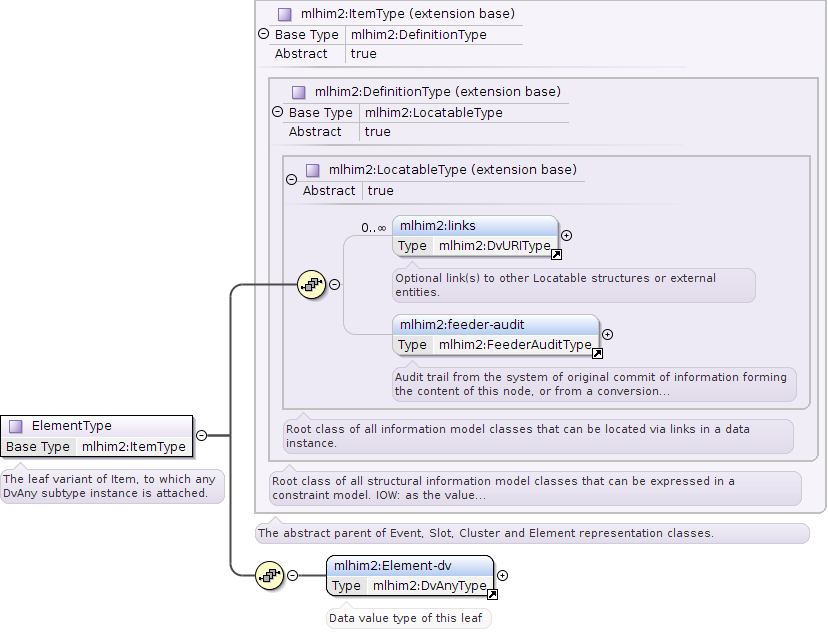 mlhim2:ItemType (extension base)
Base Type mlhim2:DefinitionType
Abstract true
mlhim2:DefinitionType (extension base)
Base Type mlhim2:LocatableType
Abstract true
mlhim2:LocatableType (extension base)
Abstract true
0..∞
mlhim2:links
Type mlhim2:DvURIType
Optional link(s) to other Locatable structures or external
entities.
mlhim2:feeder-audit
Type mlhim2:FeederAuditType
Audit trail from the system of original commit of information forming
the content of this node, or from a conversion...
Root class of all information model classes that can be located via links in a data
instance.
Root class of all structural information model classes that can be expressed in a
constraint model. IOW: as the value...
The abstract parent of Event, Slot, Cluster and Element representation classes.
ElementType
Base Type mlhim2:ItemType
The leaf variant of Item, to which any
DvAny subtype instance is attached.
mlhim2:Element-dv
Type mlhim2:DvAnyType
Data value type of this leaf